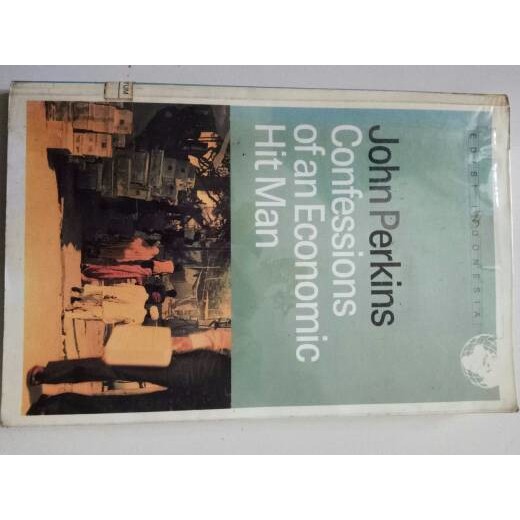 EDISI INDONESIA
John Perkins
Confessions
of an Economic
Hit Man